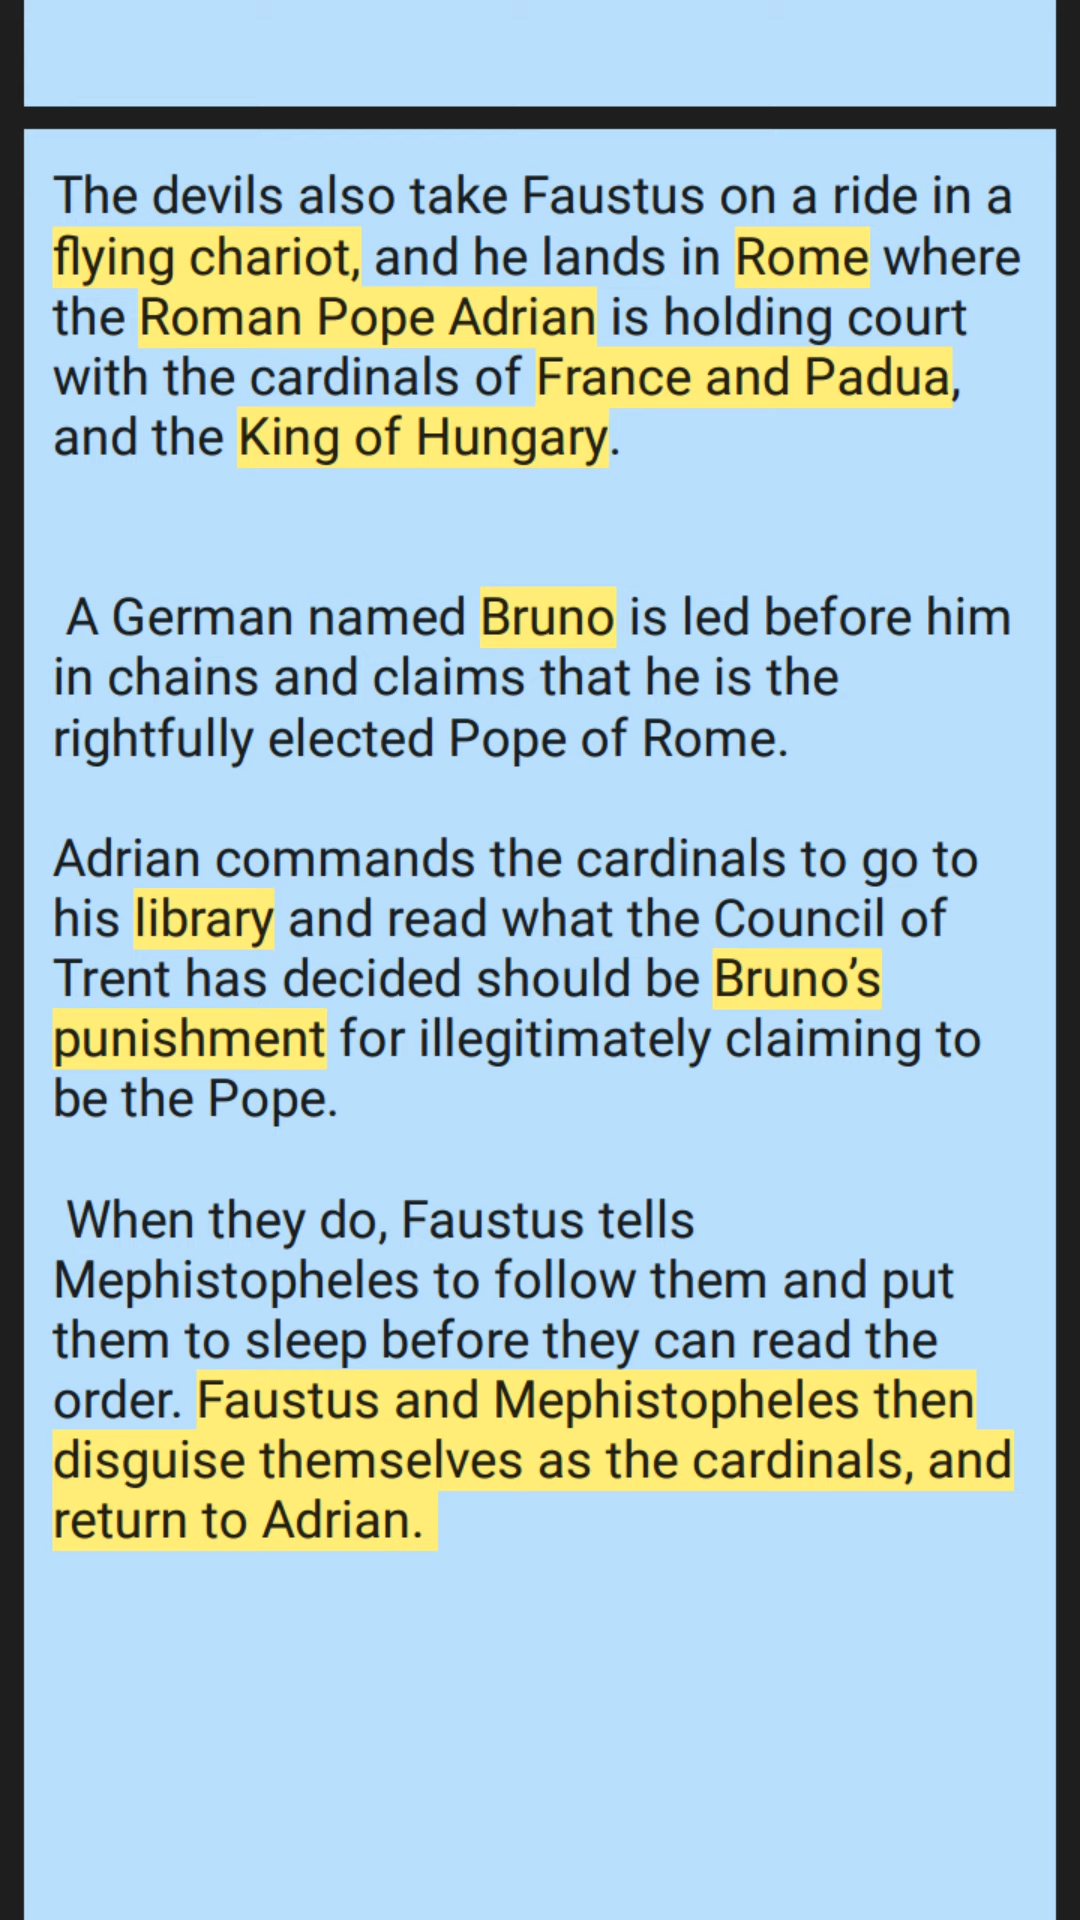 The devils also take Faustus on a ride in a
flying chariot, and he lands in Rome where
the Roman Pope Adrian is holding court
with the cardinals of France and Padua,
and the King of Hungary.
A German named Bruno is led before him
in chains and claims that he is the
rightfully elected Pope of Rome.
Adrian commands the cardinals to go to
his library and read what the Council of
Trent has decided should be Bruno’s
punishment for illegitimately claiming to
be the Pope.
When they do, Faustus tells
Mephistopheles to follow them and put
them to sleep before they can read the
order. Faustus and Mephistopheles then
disguise themselves as the cardinals, and
return to Adrian.